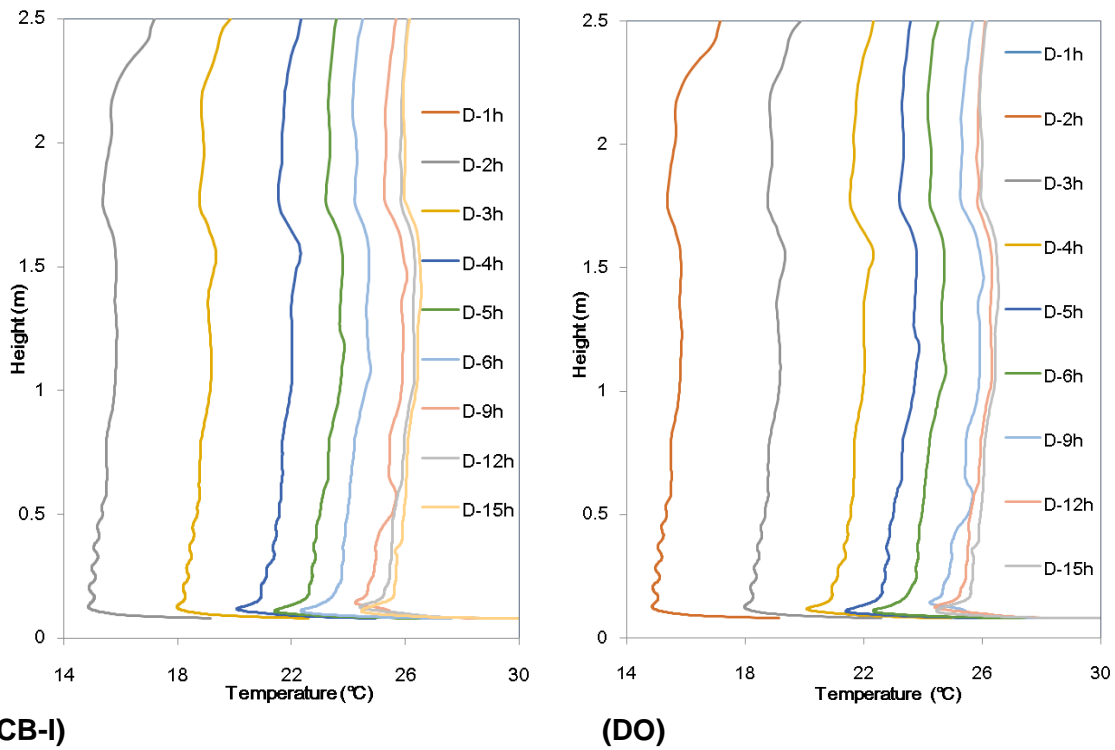 2.5
2
1.5
1
0.5
0
Height (m)
14
18
22
26
30
Temperature (°C)
D-1h
D-2h
D-3h
D-4h
D-5h
D-6h
D-9h
D-12h
D-15h
CB-I)
2.5
2
1.5
1
0.5
0
Height (m)
14
18
22
26
30
Temperature (°C)
D-1h
D-2h
D-3h
D-4h
D-5h
D-6h
D-9h
D-12h
D-15h
(DO)